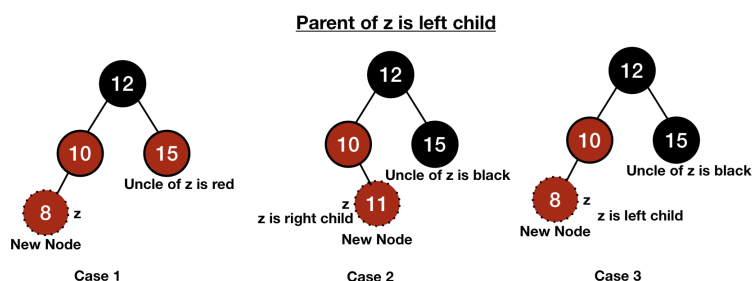 Parent of z is left child
12
10
15
Uncle of z is red
8
z
New Node
Case 1
12
10
15
Uncle of z is black
z
11
z is right child
New Node
Case 2
12
10
15
Uncle of z is black
8
z
z is left child
New Node
Case 3